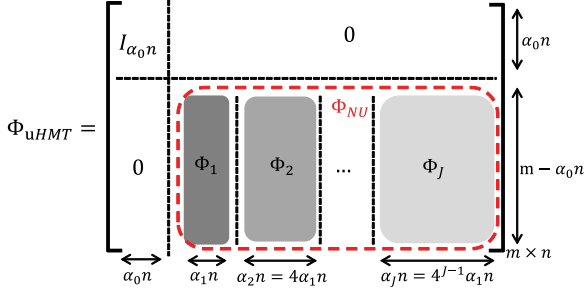 I_{α_0 n} 0 α_0 n
Φ_{uHMT} =
Φ_{NU}
0 Φ_1 Φ_2 ... Φ_J m − α_0 n
m × n
α_0 n α_1 n α_2 n = 4α_1 n α_J n = 4^{J−1} α_1 n